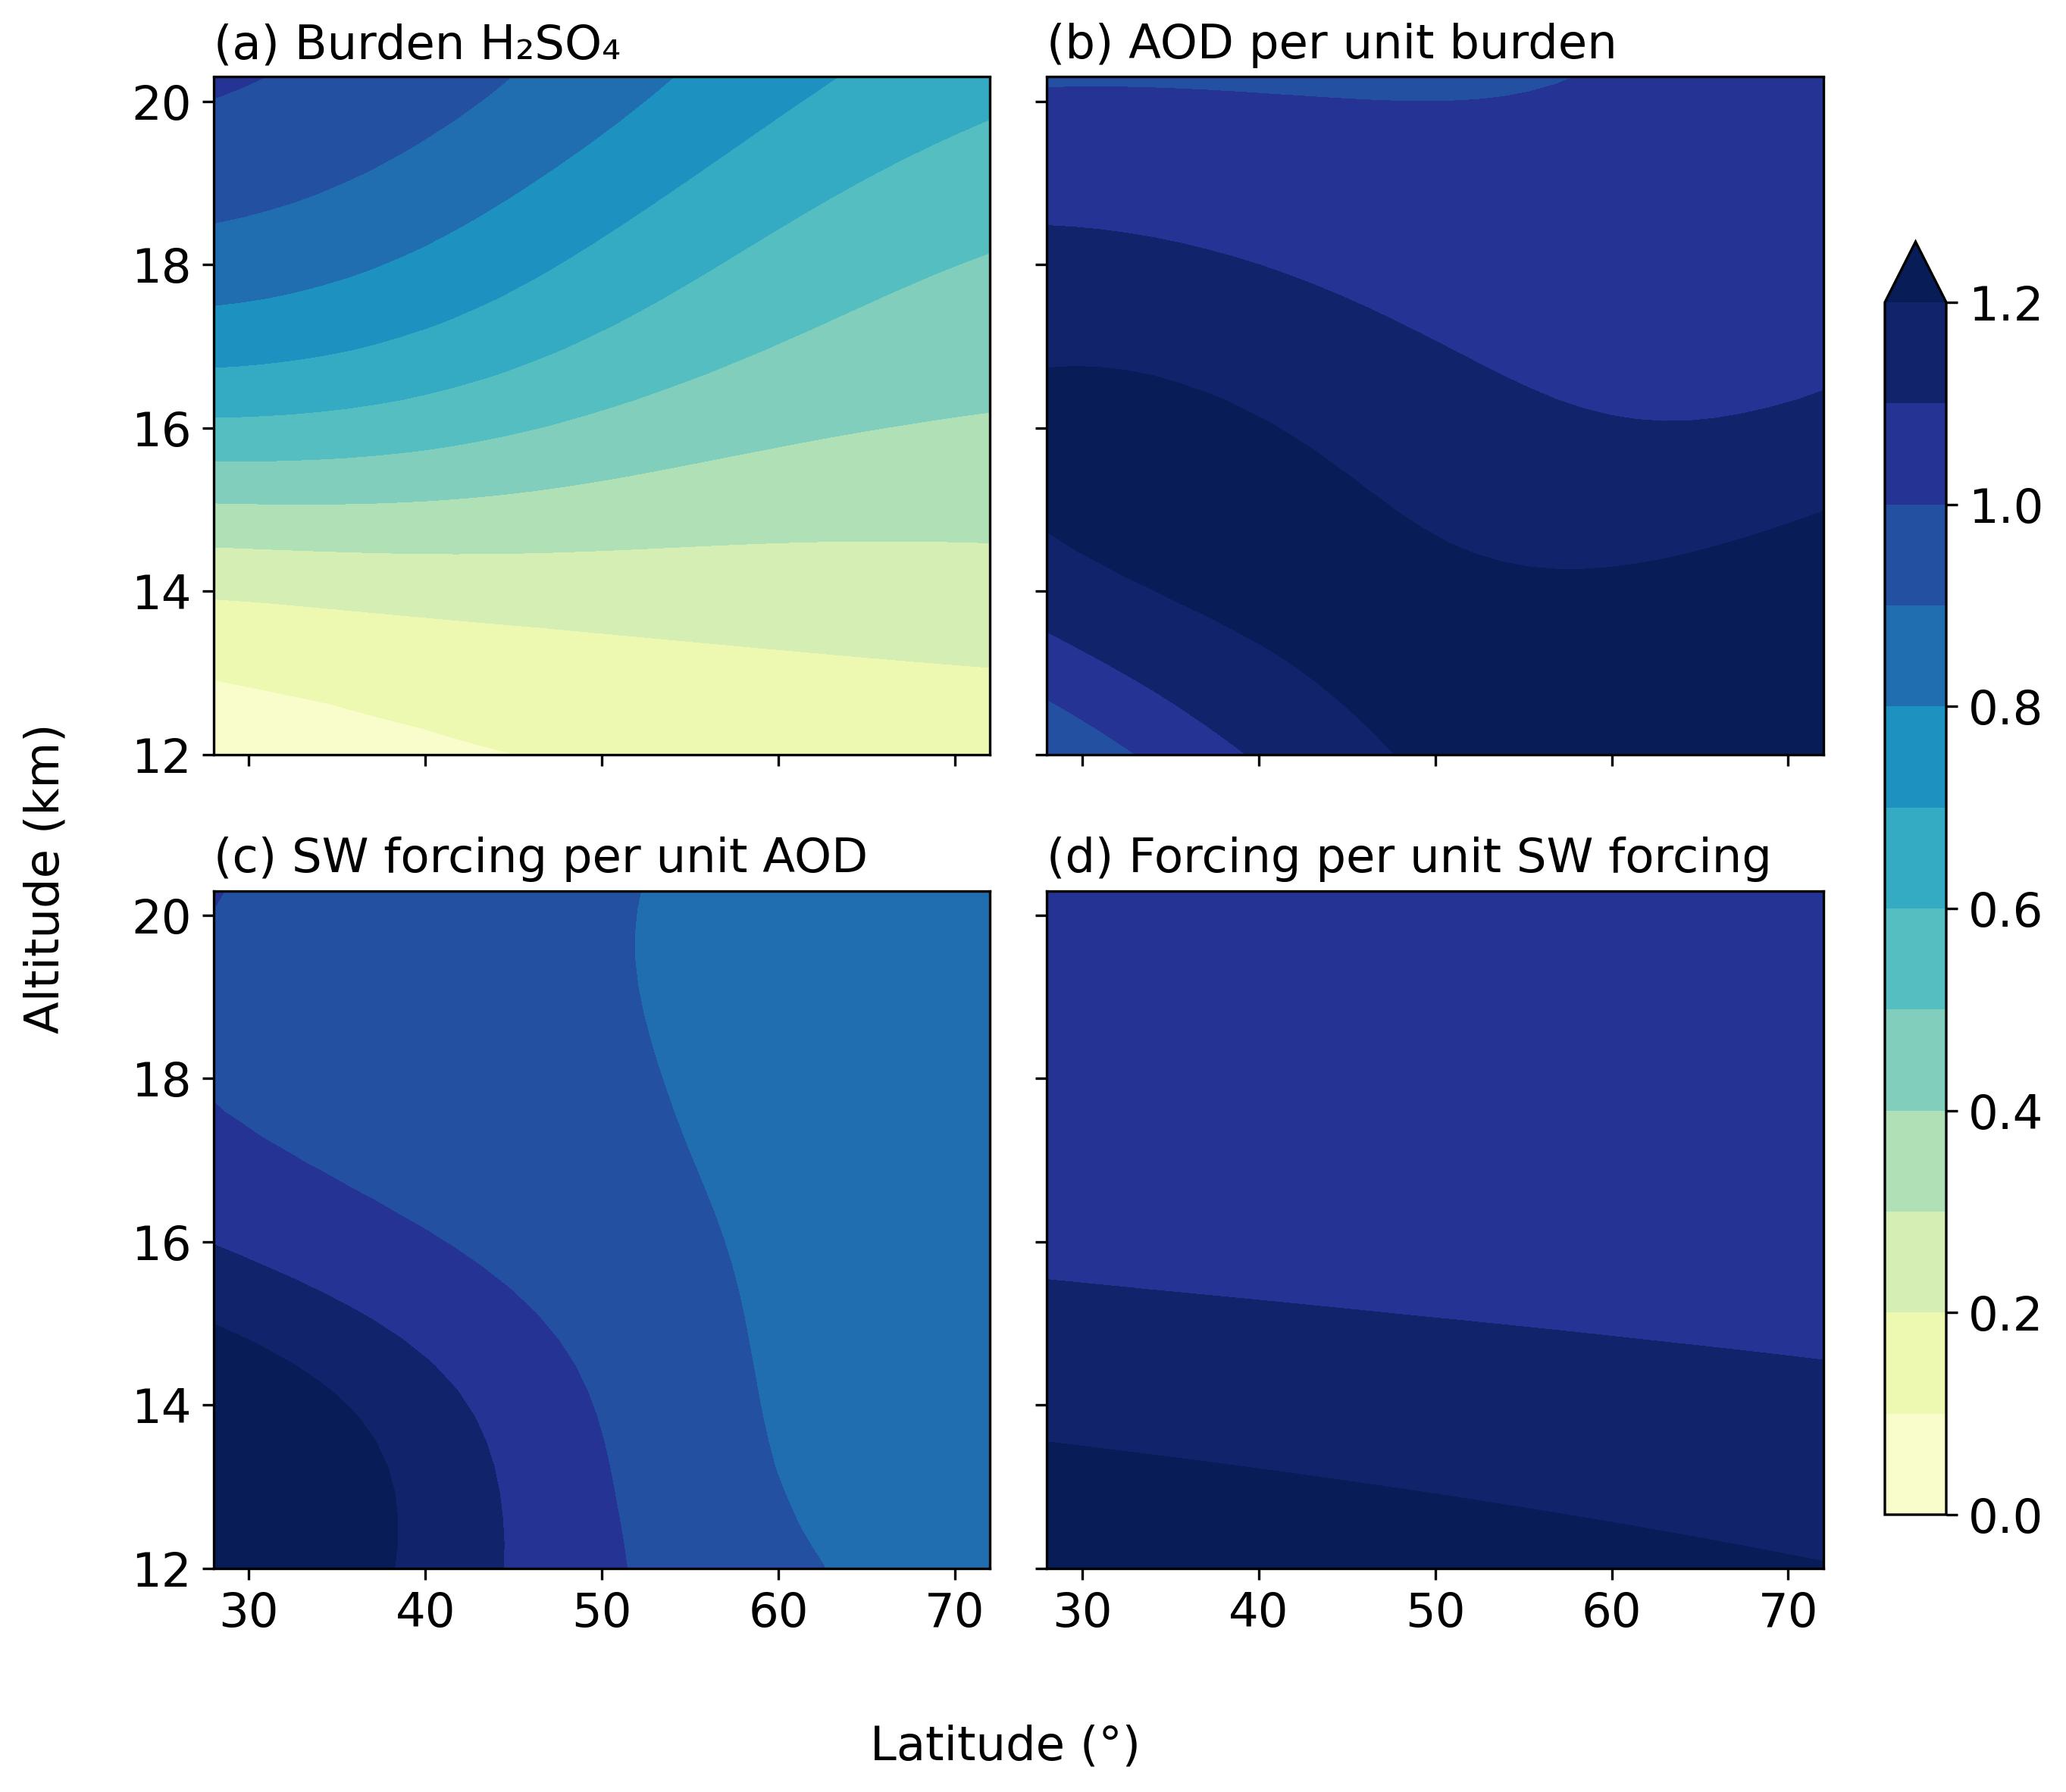 (a) Burden H₂SO₄
(b) AOD per unit burden
20
18
16
14
12
1.2
1.0
0.8
0.6
0.4
0.2
0.0
Altitude (km)
(c) SW forcing per unit AOD
(d) Forcing per unit SW forcing
20
18
16
14
12
30 40 50 60 70
30 40 50 60 70
Latitude (°)